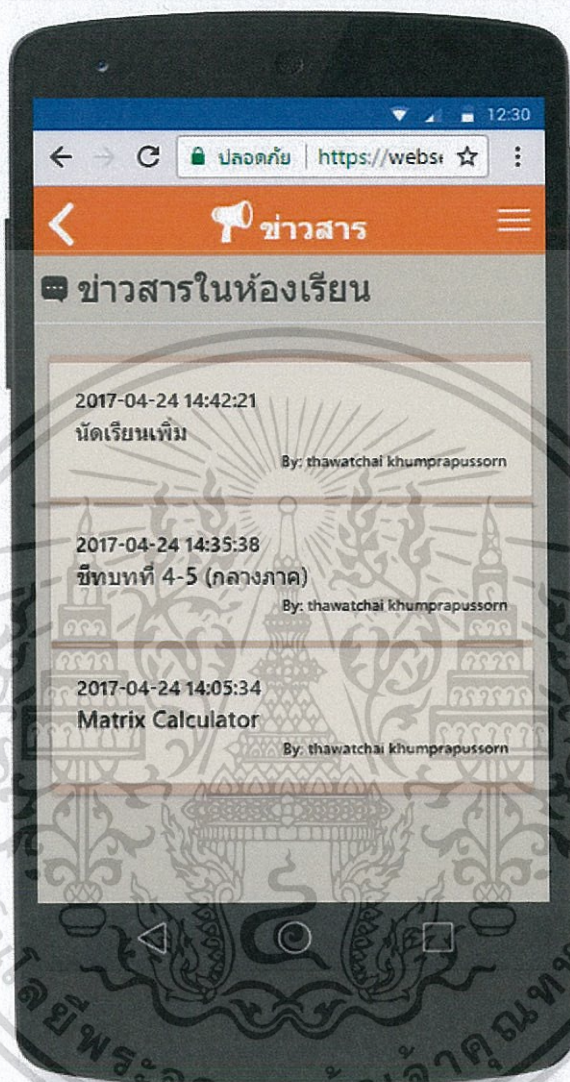 12:30
ปลอดภัย | https://webse
ข่าวสาร
ข่าวสารในห้องเรียน
2017-04-24 14:42:21
นัดเรียนเพิ่ม
By: thawatchai khumprapussorn
2017-04-24 14:35:38
ชีทบทที่ 4-5 (กลางภาค)
By: thawatchai khumprapussorn
2017-04-24 14:05:34
Matrix Calculator
By: thawatchai khumprapussorn